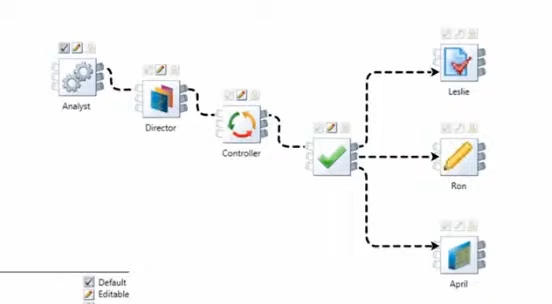 Leslie
Analyst
Director
Controller
Ron
April
Default
Editable